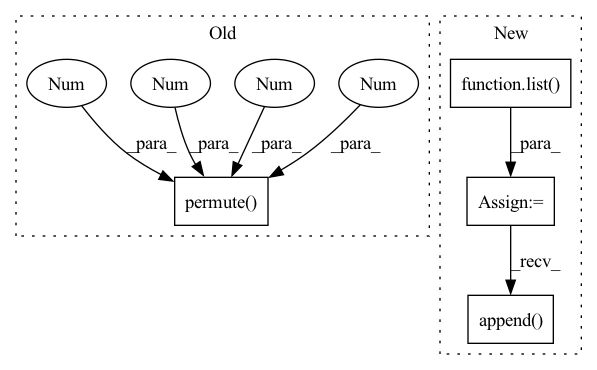 Old
New
Num
Num
Num
Num
function.list()
_para_
_para_
_para_
_para_
_para_
permute()
Assign:=
_recv_
append()